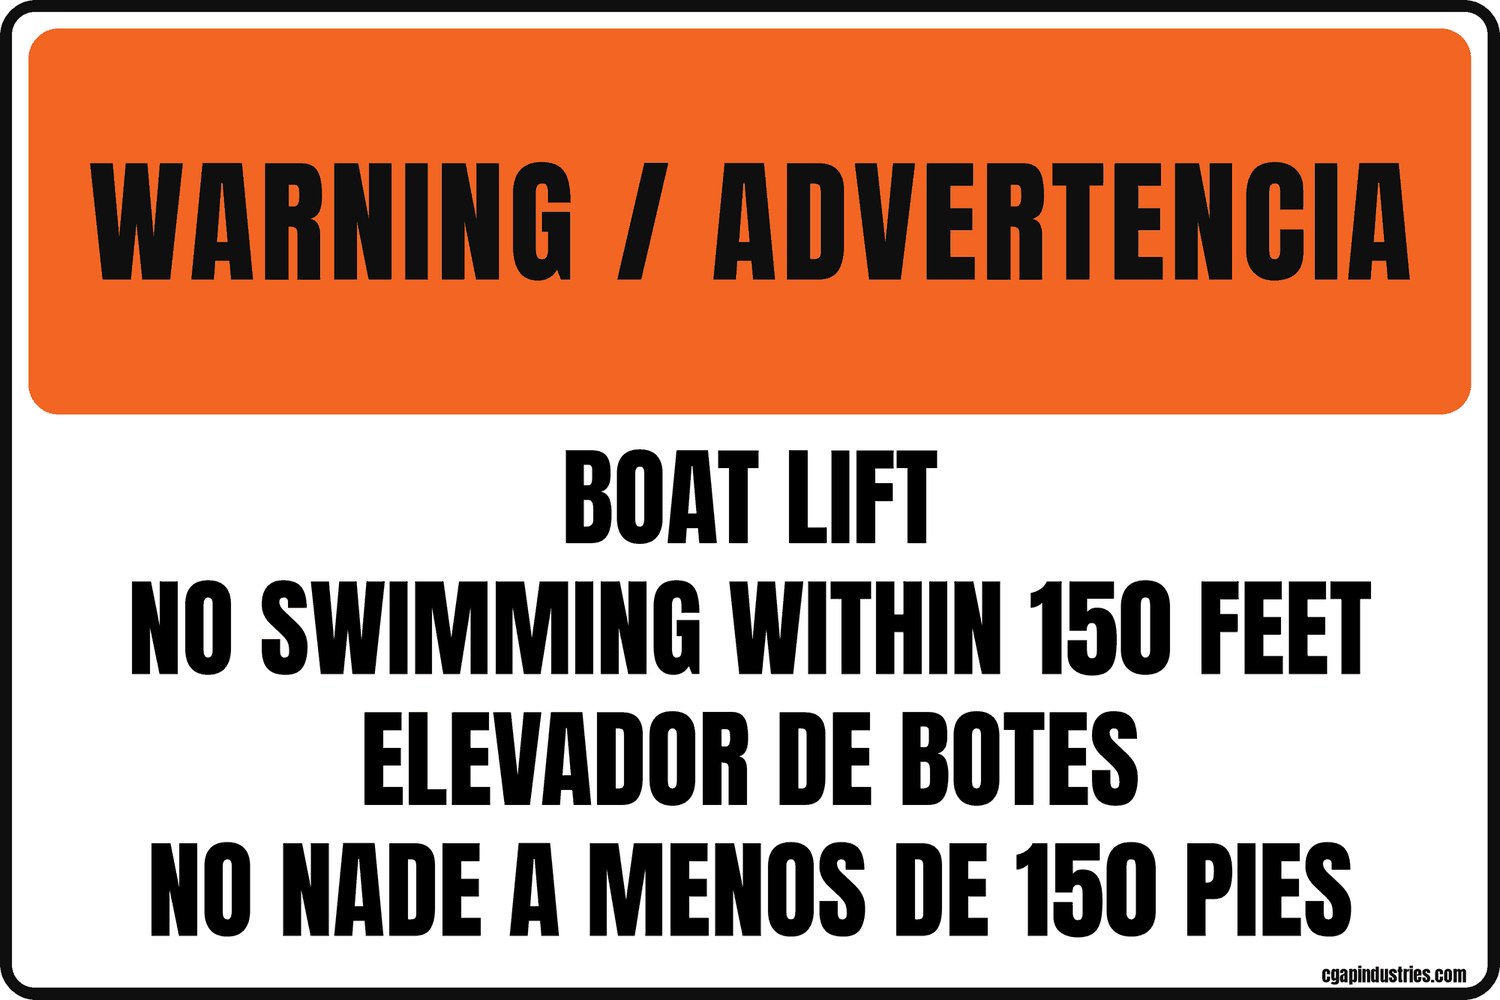 WARNING / ADVERTENCIA
BOAT LIFT
NO SWIMMING WITHIN 150 FEET
ELEVADOR DE BOTES
NO NADE A MENOS DE 150 PIES
cgapindustries.com